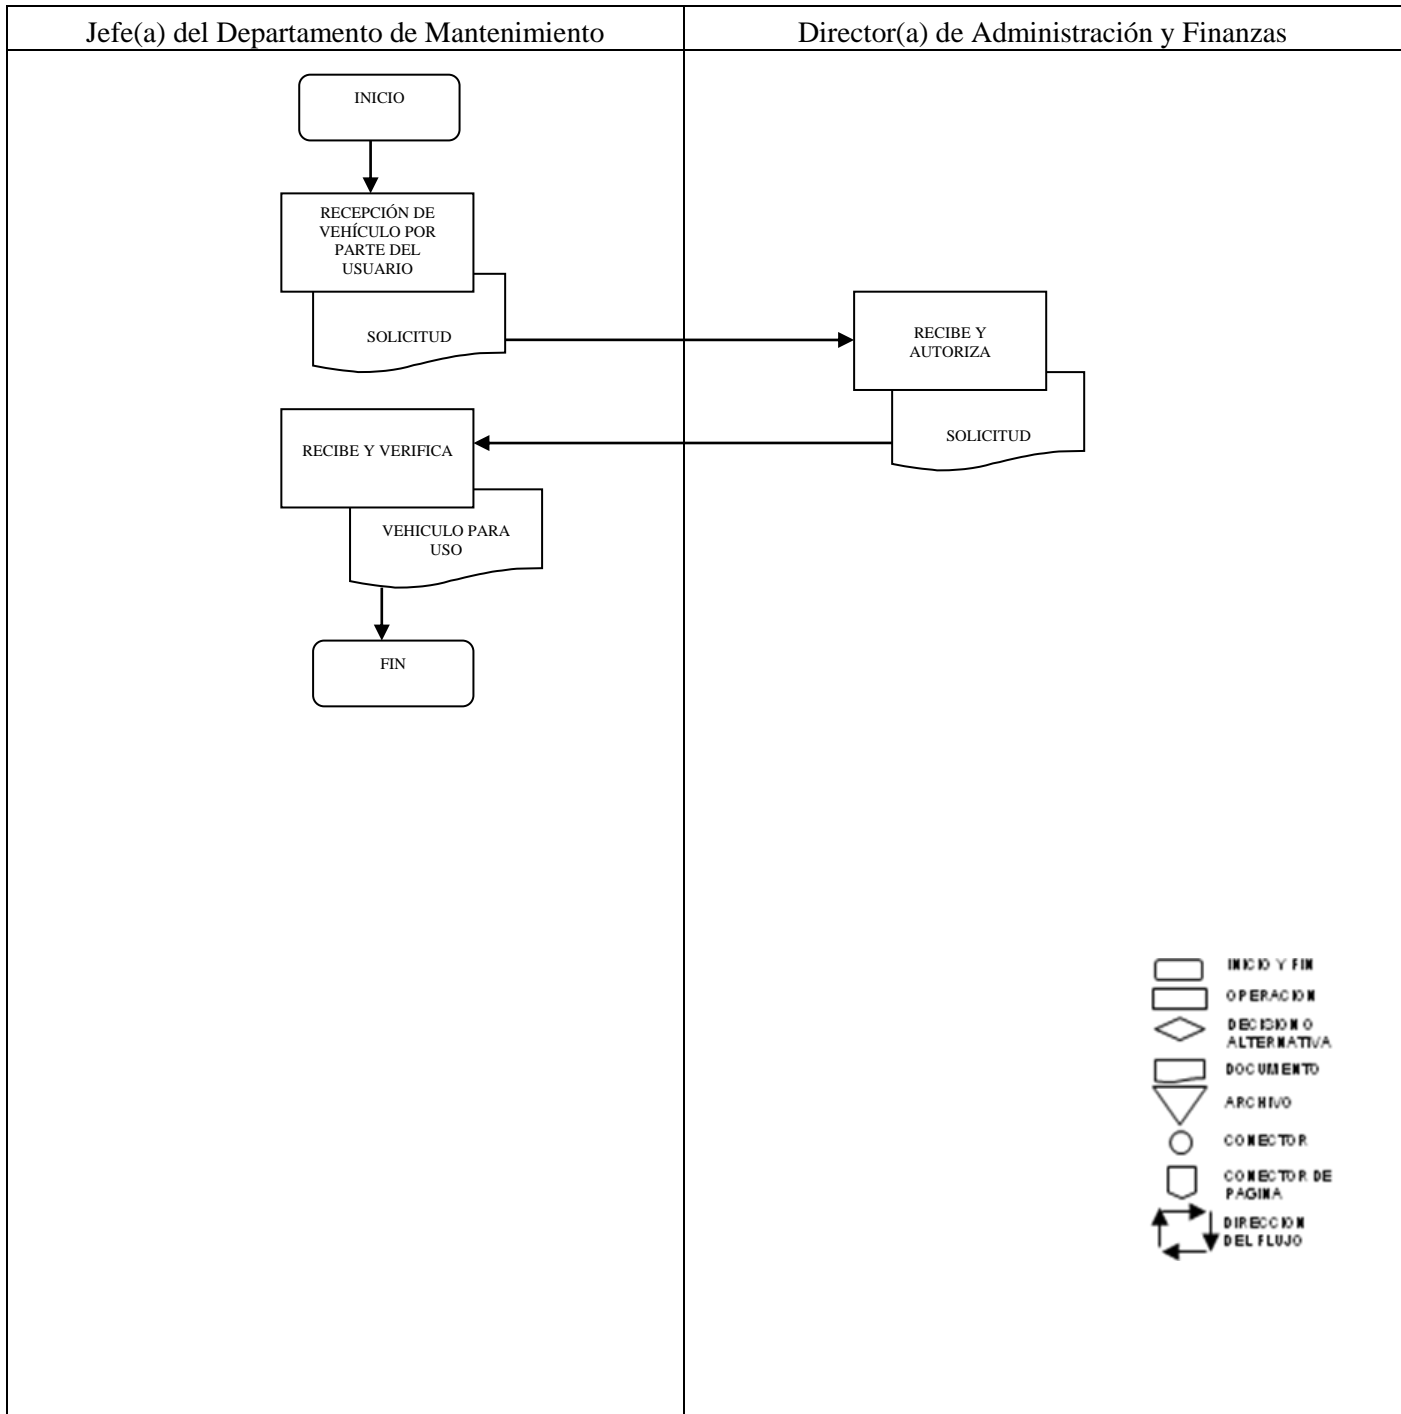 Jefe(a) del Departamento de Mantenimiento
Director(a) de Administración y Finanzas
INICIO
RECEPCIÓN DE
VEHÍCULO POR
PARTE DEL
USUARIO
SOLICITUD
RECIBE Y
AUTORIZA
SOLICITUD
RECIBE Y VERIFICA
VEHICULO PARA
USO
FIN
INICIO Y FIN
OPERACION
DECISION O
ALTERNATIVA
DOCUMENTO
ARCHIVO
CONECTOR
CONECTOR DE
PAGINA
DIRECCION
DEL FLUJO